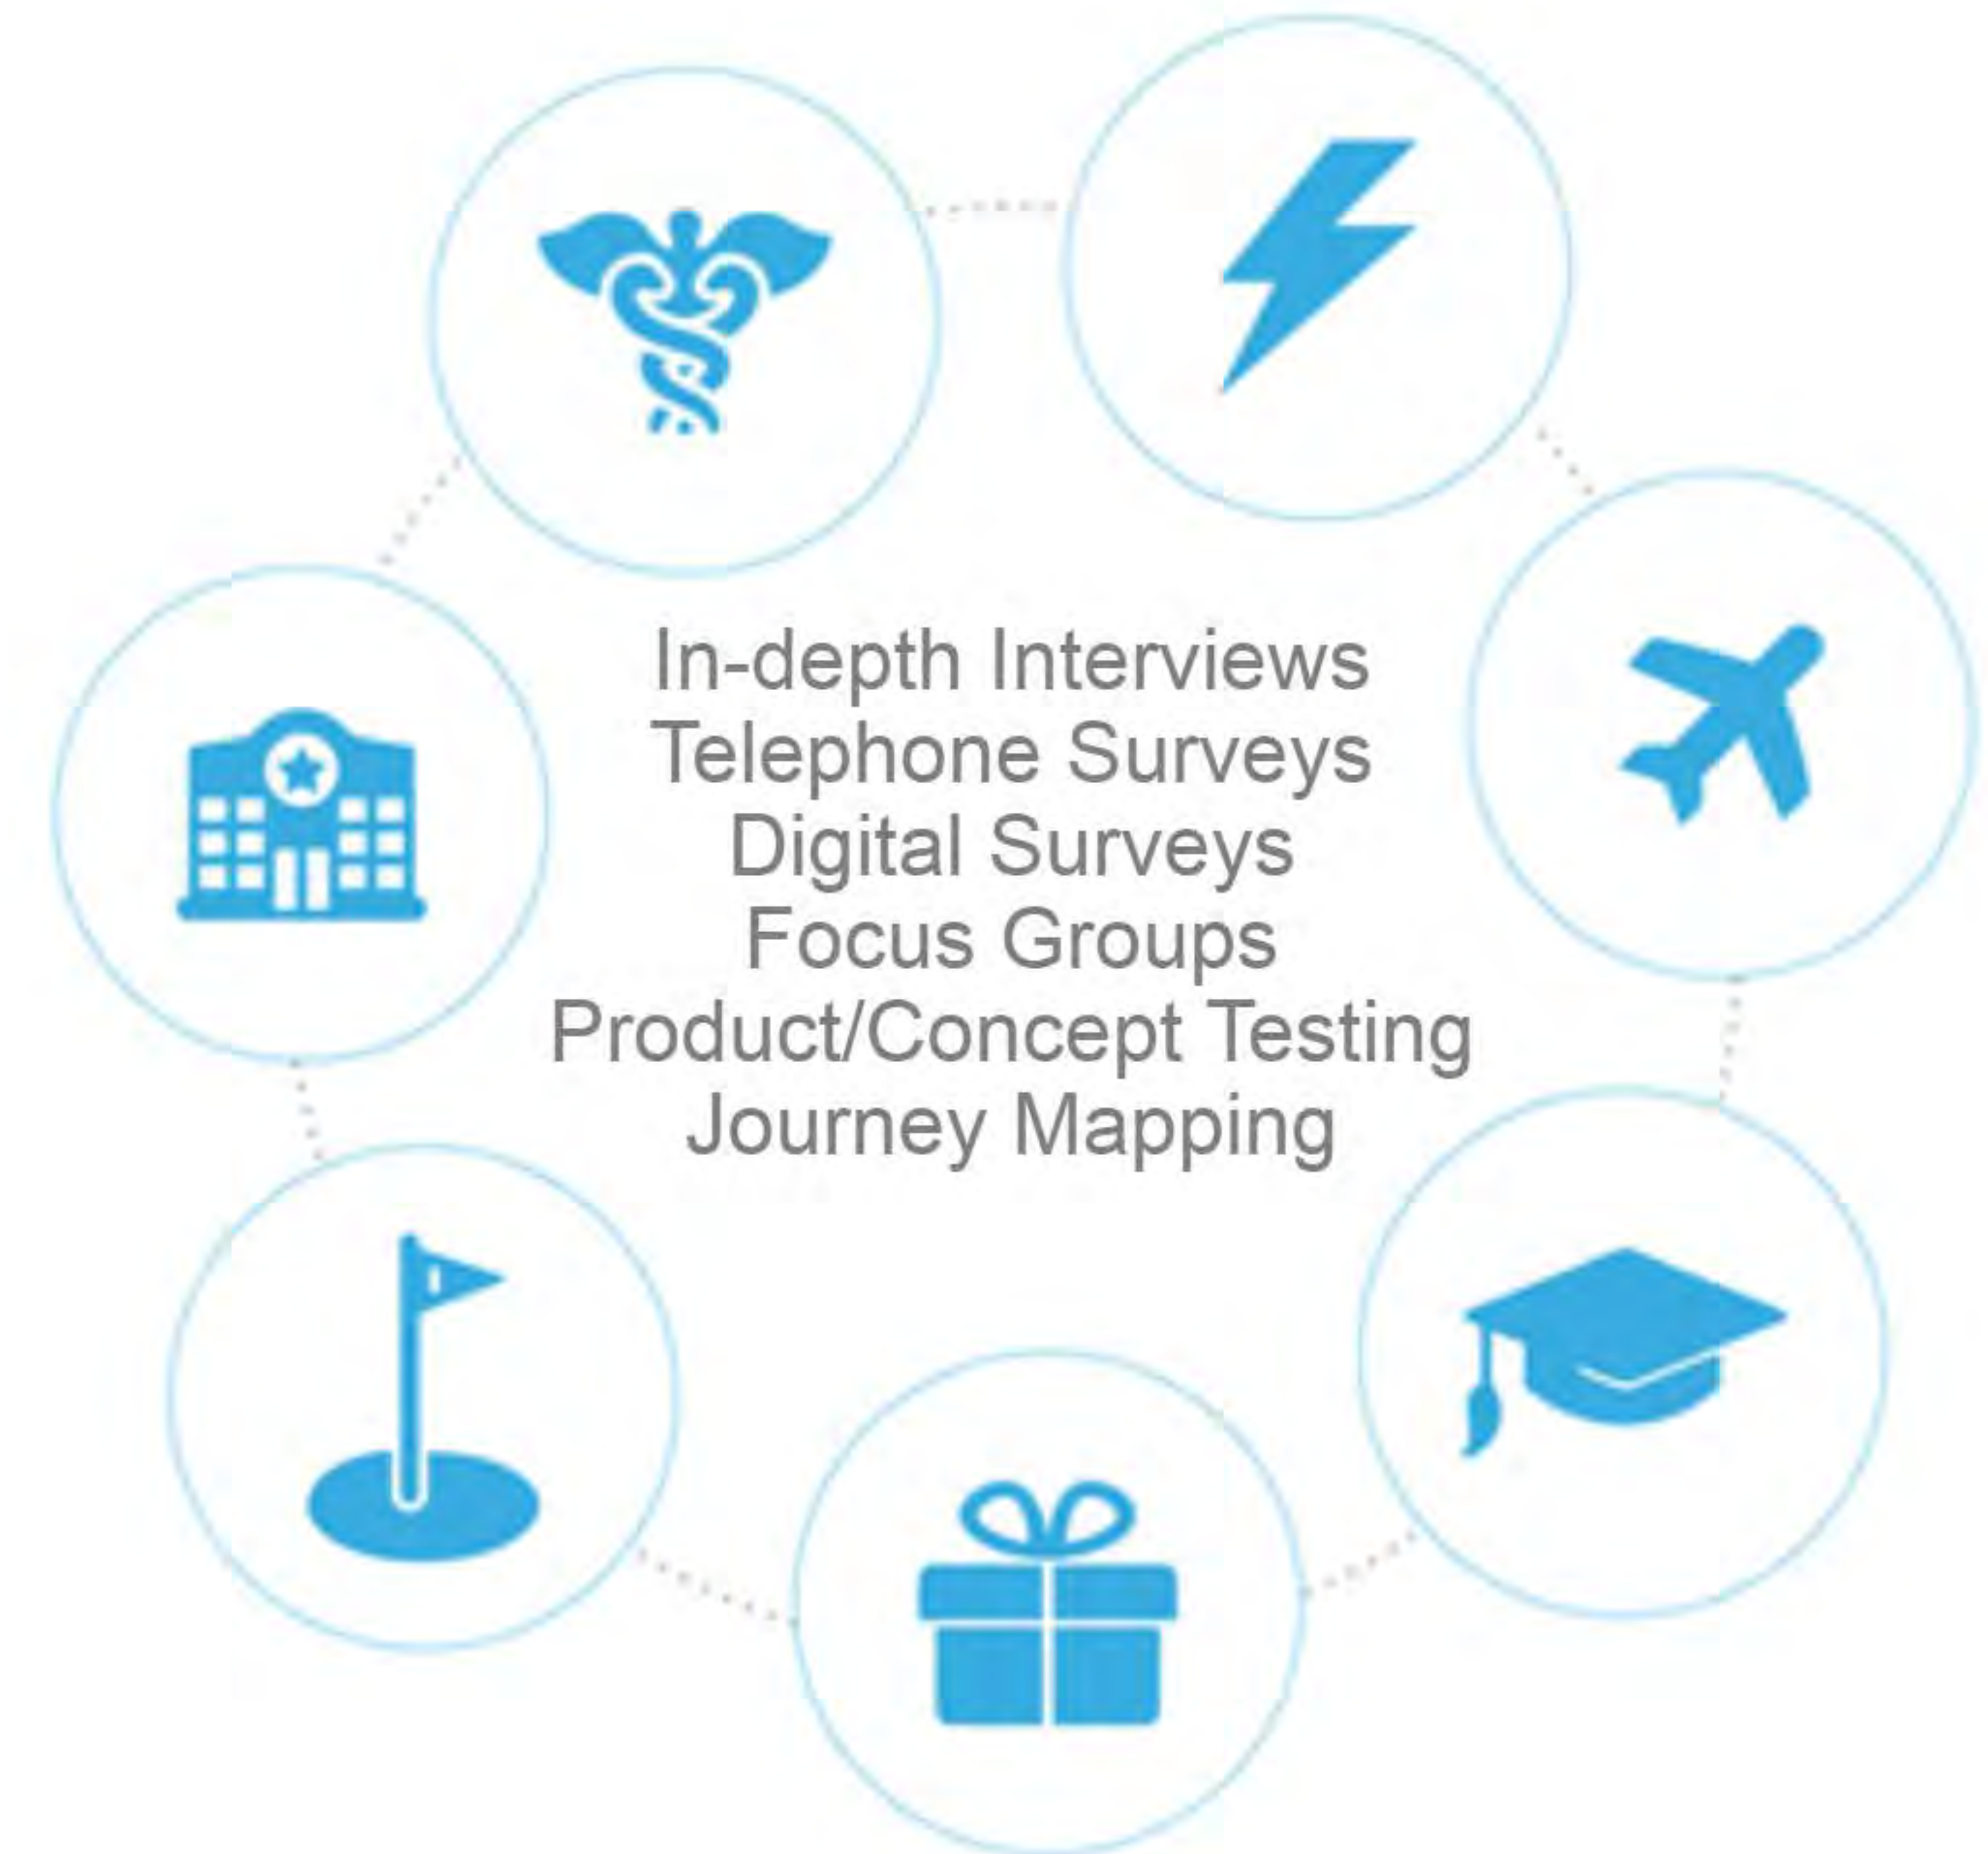 In-depth Interviews
Telephone Surveys
Digital Surveys
Focus Groups
Product/Concept Testing
Journey Mapping